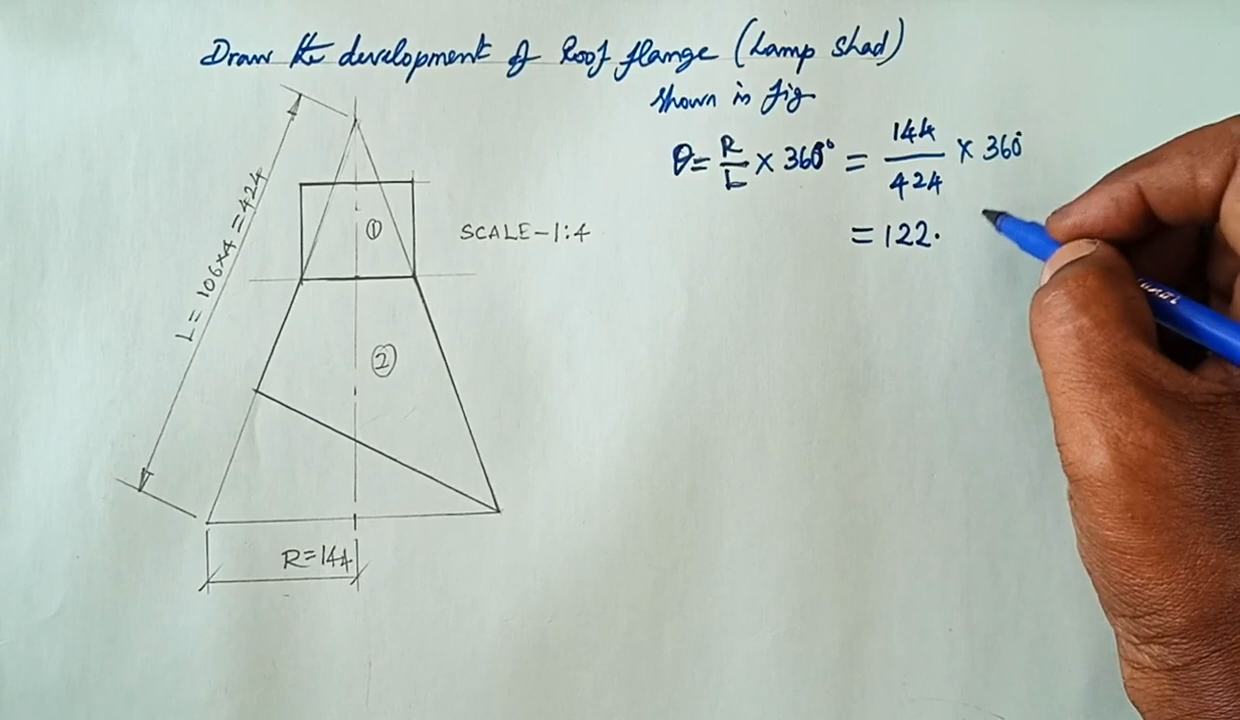 Draw the development of Roof flange (Lamp Shad)
shown in fig
θ = R/L × 360° = 144/424 × 360°
= 122.
L = 106×4 = 424
①
SCALE-1:4
②
R=144